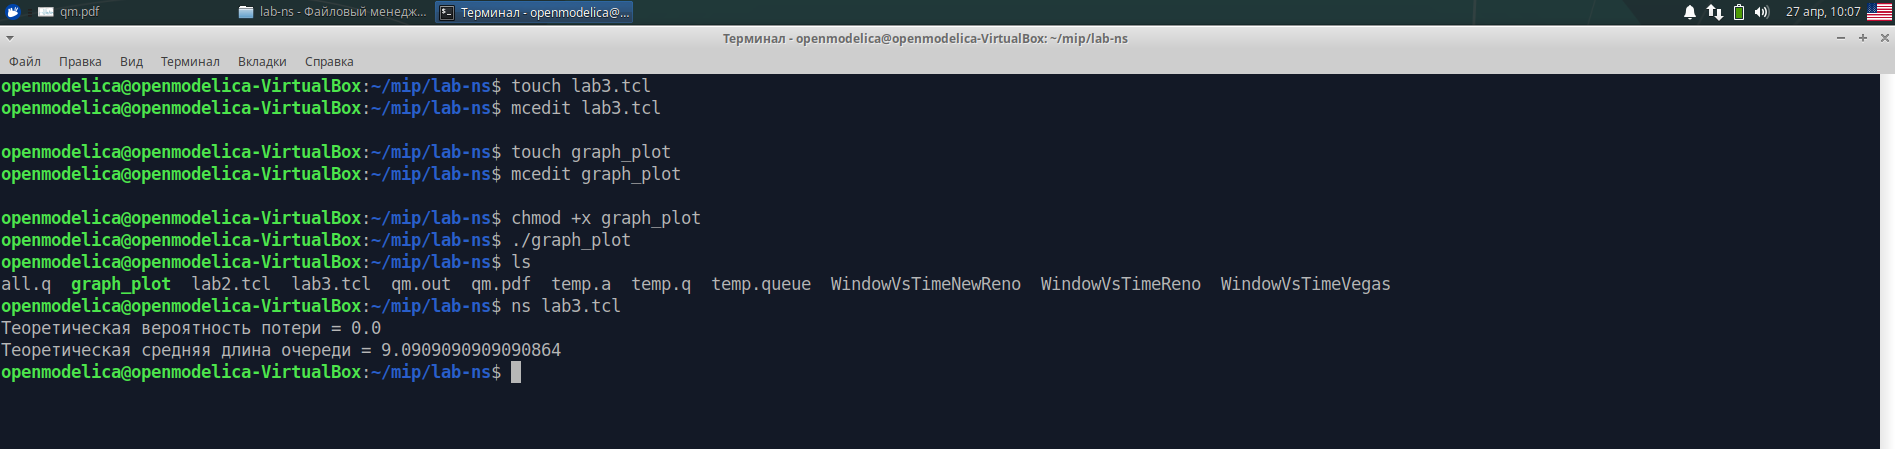 qm.pdf
lab-ns - Файловый менедж...
Терминал - openmodelica@...
27 апр, 10:07
Терминал - openmodelica@openmodelica-VirtualBox: ~/mip/lab-ns
Файл Правка Вид Терминал Вкладки Справка
openmodelica@openmodelica-VirtualBox:~/mip/lab-ns$ touch lab3.tcl
openmodelica@openmodelica-VirtualBox:~/mip/lab-ns$ mcedit lab3.tcl
openmodelica@openmodelica-VirtualBox:~/mip/lab-ns$ touch graph_plot
openmodelica@openmodelica-VirtualBox:~/mip/lab-ns$ mcedit graph_plot
openmodelica@openmodelica-VirtualBox:~/mip/lab-ns$ chmod +x graph_plot
openmodelica@openmodelica-VirtualBox:~/mip/lab-ns$ ./graph_plot
openmodelica@openmodelica-VirtualBox:~/mip/lab-ns$ ls
all.q graph_plot lab2.tcl lab3.tcl qm.out qm.pdf temp.a temp.q temp.queue WindowVsTimeNewReno WindowVsTimeReno WindowVsTimeVegas
openmodelica@openmodelica-VirtualBox:~/mip/lab-ns$ ns lab3.tcl
Теоретическая вероятность потери = 0.0
Теоретическая средняя длина очереди = 9.0909090909090864
openmodelica@openmodelica-VirtualBox:~/mip/lab-ns$